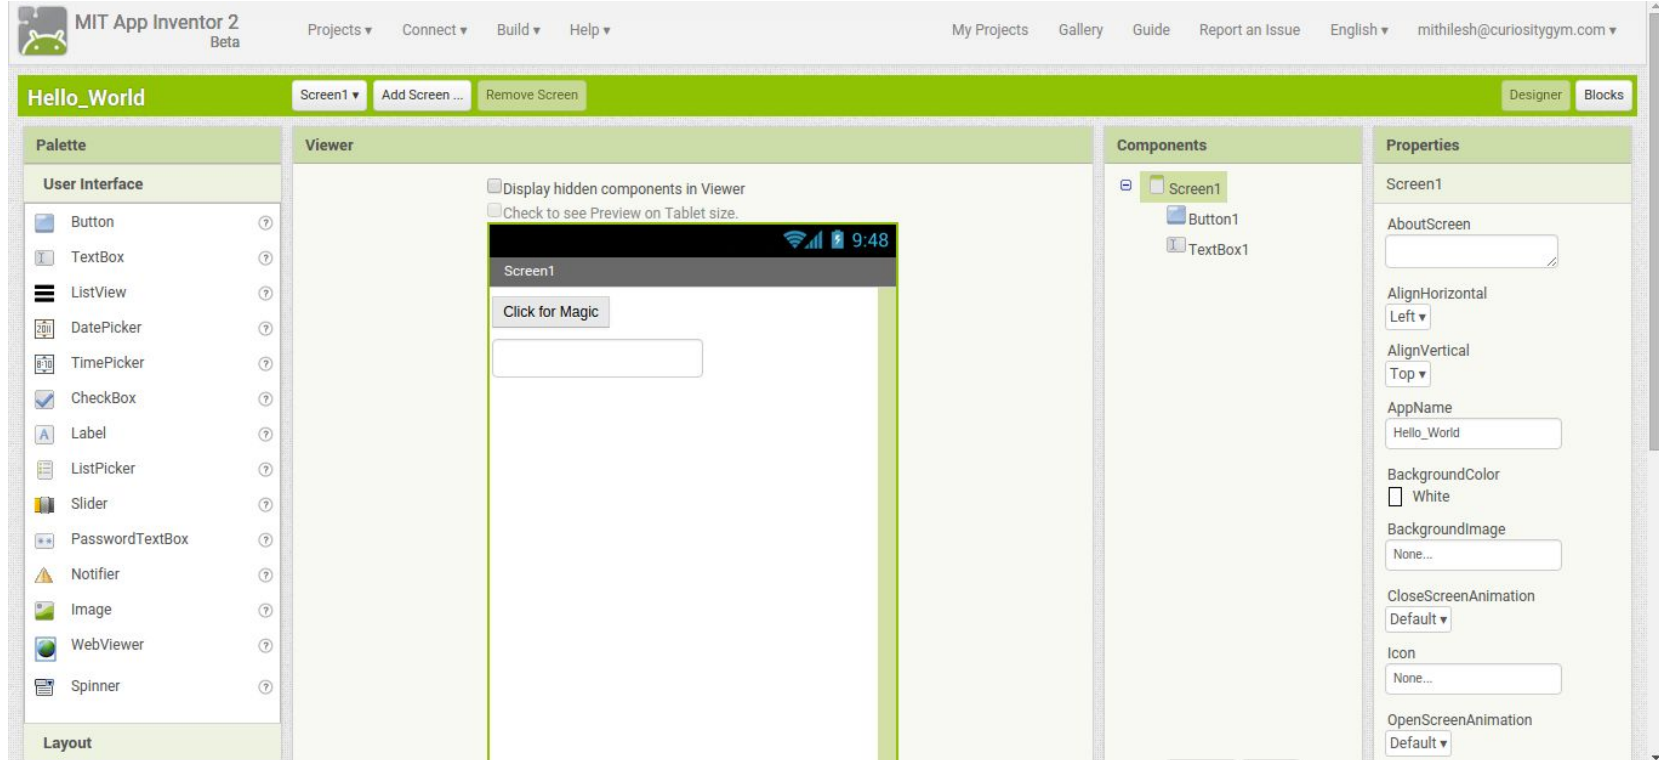 MIT App Inventor 2
Beta
Projects ▾ Connect ▾ Build ▾ Help ▾ My Projects Gallery Guide Report an Issue English ▾ mithilesh@curiositygym.com ▾
Hello_World Screen1 ▾ Add Screen ... Remove Screen Designer Blocks
Palette
User Interface
Button
TextBox
ListView
DatePicker
TimePicker
CheckBox
Label
ListPicker
Slider
PasswordTextBox
Notifier
Image
WebViewer
Spinner
Layout
Viewer
Display hidden components in Viewer
Check to see Preview on Tablet size.
9:48
Screen1
Click for Magic
Components
Screen1
Button1
TextBox1
Properties
Screen1
AboutScreen
AlignHorizontal
Left ▾
AlignVertical
Top ▾
AppName
Hello_World
BackgroundColor
White
BackgroundImage
None...
CloseScreenAnimation
Default ▾
Icon
None...
OpenScreenAnimation
Default ▾